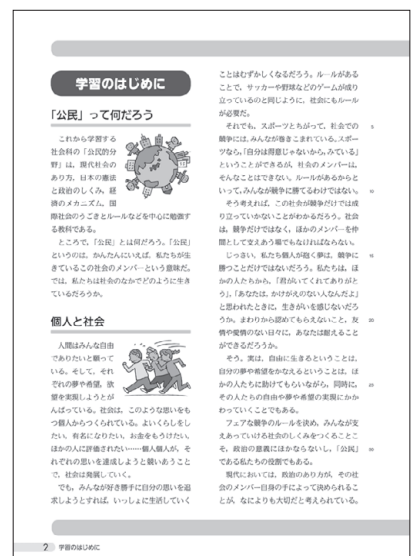 学習のはじめに
「公民」って何だろう
これから学習する
社会科の「公民的分
野」は、現代社会の
あり方、日本の憲法
と政治のしくみ、経
済のメカニズム、国
際社会のうごきとルールなどを中心に勉強す
る教科である。
ところで、「公民」とは何だろう。「公民」
というのは、かんたんにいえば、私たちが生
きているこの社会のメンバーという意味だ。
では、私たちは社会のなかでどのように生き
ているだろうか。
個人と社会
人間はみんな自由
でありたいと願って
いる。そして、それ
ぞれの夢や希望、欲
望を実現しようとが
んばっている。社会は、このような思いをも
つ個人からつくられている。よいくらしをし
たい、有名になりたい、お金をもうけたい、
ほかの人に評価されたい……個人個人が、そ
れぞれの思いを達成しようと競いあうこと
で、社会は発展していく。
でも、みんなが好き勝手に自分の思いを追
求しようとすれば、いっしょに生活していく
ことはむずかしくなるだろう。ルールがある
ことで、サッカーや野球などのゲームが成り
立っているのと同じように、社会にもルール
が必要だ。
それでも、スポーツとちがって、社会での 5
競争には、みんなが巻きこまれている。スポー
ツなら、「自分は得意じゃないから、みている」
ということができるが、社会のメンバーは、
そんなことはできない。ルールがあるからと
いって、みんなが競争に勝てるわけではない。 10
そう考えれば、この社会が競争だけでは成
り立っていかないことがわかるだろう。社会
は、競争だけではなく、ほかのメンバーを仲
間として支えあう場でもなければならない。
じっさい、私たち個人が抱く夢は、競争に 15
勝つことだけではないだろう。私たちは、ほ
かの人たちから、「君がいてくれてありがと
う」、「あなたは、かけがえのない人なんだよ」
と思われたときに、生きがいを感じないだろ
うか。まわりから認めてもらえないこと、友 20
情や愛情のない日々に、あなたは耐えること
ができるだろうか。
そう。実は、自由に生きるということは、
自分の夢や希望をかなえるということは、ほ
かの人たちに助けてもらいながら、同時に、 25
その人たちの自由や夢や希望の実現にかか
わっていくことでもある。
フェアな競争のルールを決め、みんなが支
えあっていける社会のしくみをつくることこ
そ、政治の意義にほかならないし、「公民」 30
である私たちの役割でもある。
現代においては、政治のあり方が、その社
会のメンバー自身の手によって決められるこ
とが、なによりも大切だと考えられている。
2 学習のはじめに